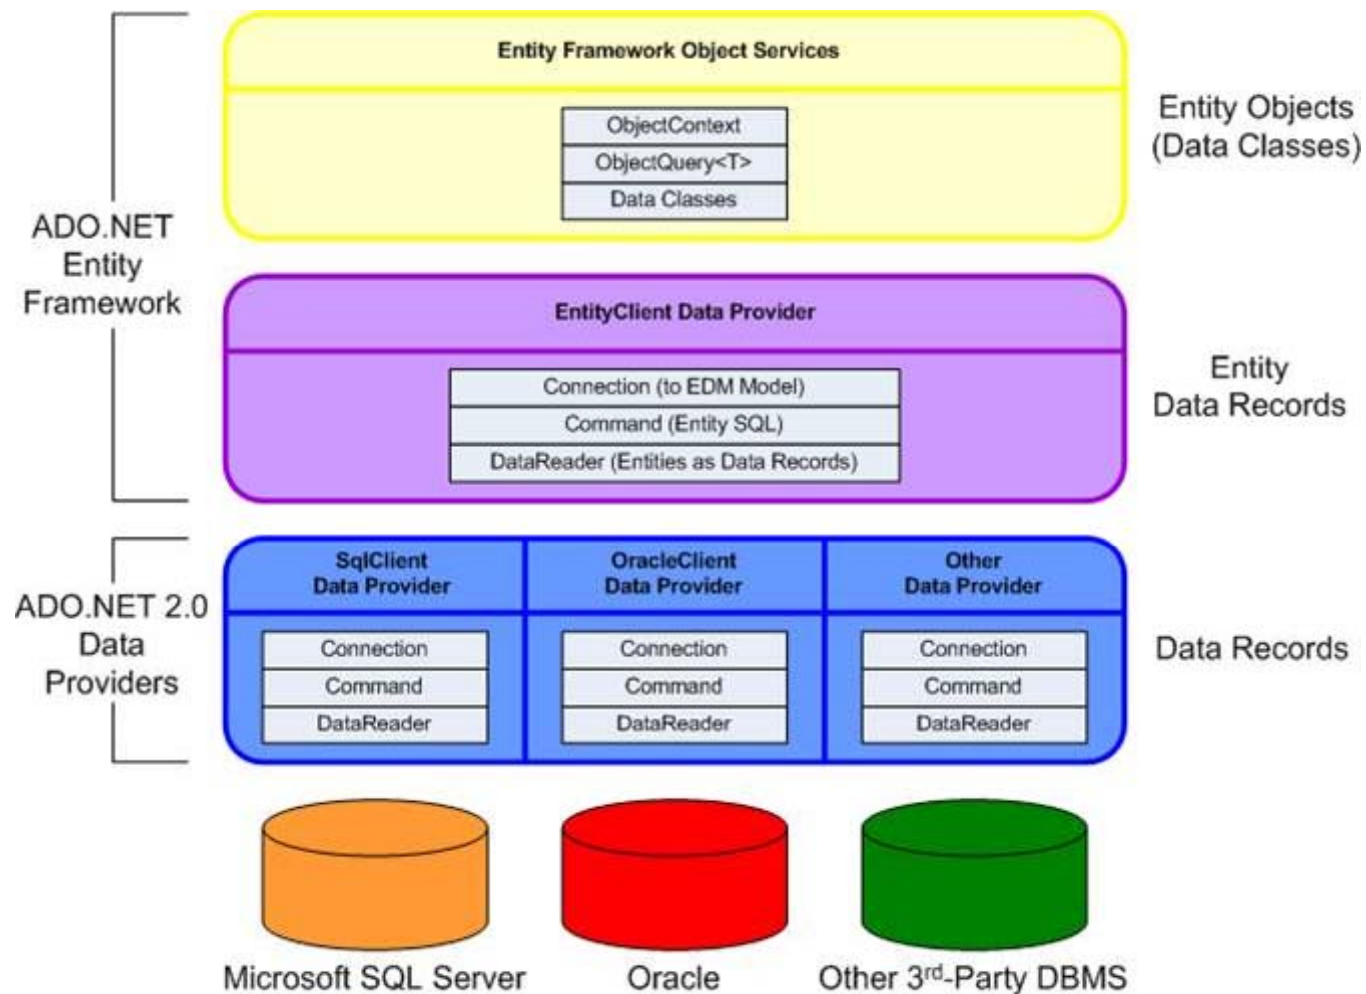 Entity Framework Object Services
ObjectContext
ObjectQuery<T>
Data Classes
Entity Objects
(Data Classes)
ADO.NET
Entity
Framework
EntityClient Data Provider
Connection (to EDM Model)
Command (Entity SQL)
DataReader (Entities as Data Records)
Entity
Data Records
ADO.NET 2.0
Data
Providers
SqlClient
Data Provider
Connection
Command
DataReader
OracleClient
Data Provider
Connection
Command
DataReader
Other
Data Provider
Connection
Command
DataReader
Data Records
Microsoft SQL Server
Oracle
Other 3rd-Party DBMS